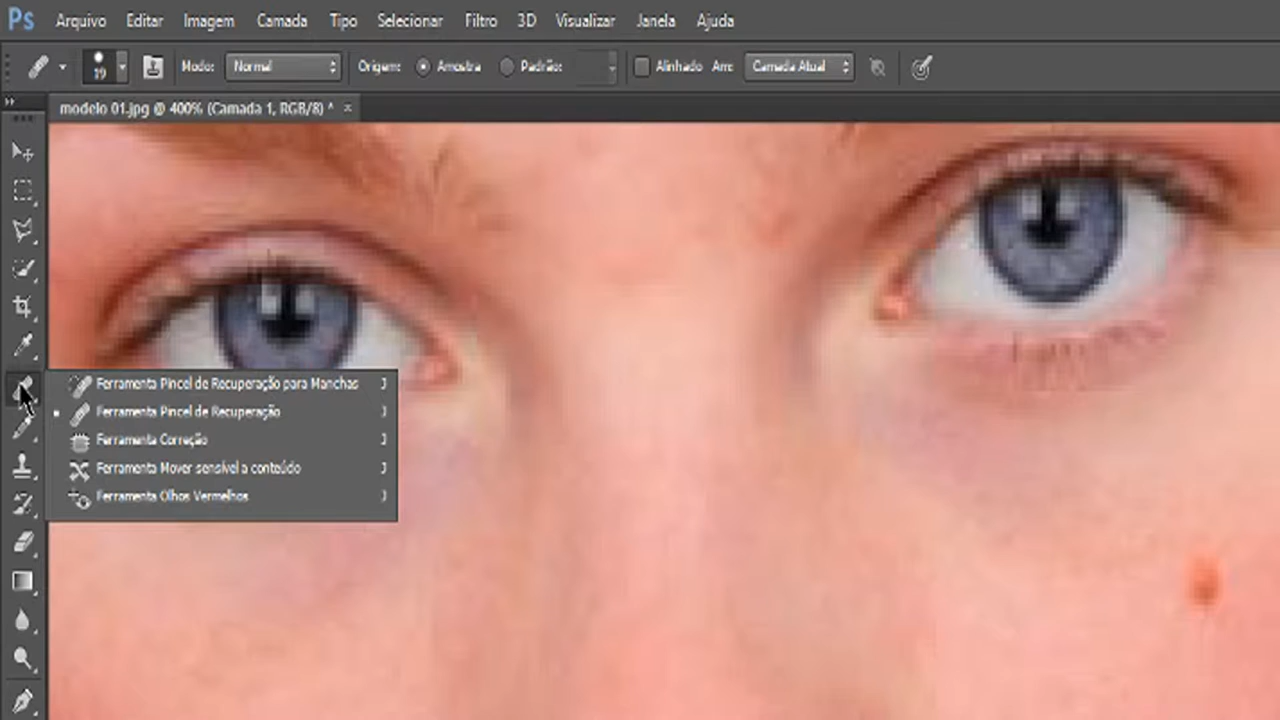 Ps Arquivo Editar Imagem Camada Tipo Selecionar Filtro 3D Visualizar Janela Ajuda
19 Modo: Normal Origem: Amostra Padrão: Alinhado Am: Camada Atual
modelo 01.jpg @ 400% (Camada 1, RGB/8) * ×
Ferramenta Pincel de Recuperação para Manchas J
Ferramenta Pincel de Recuperação J
Ferramenta Correção J
Ferramenta Mover sensível a conteúdo J
Ferramenta Olhos Vermelhos J